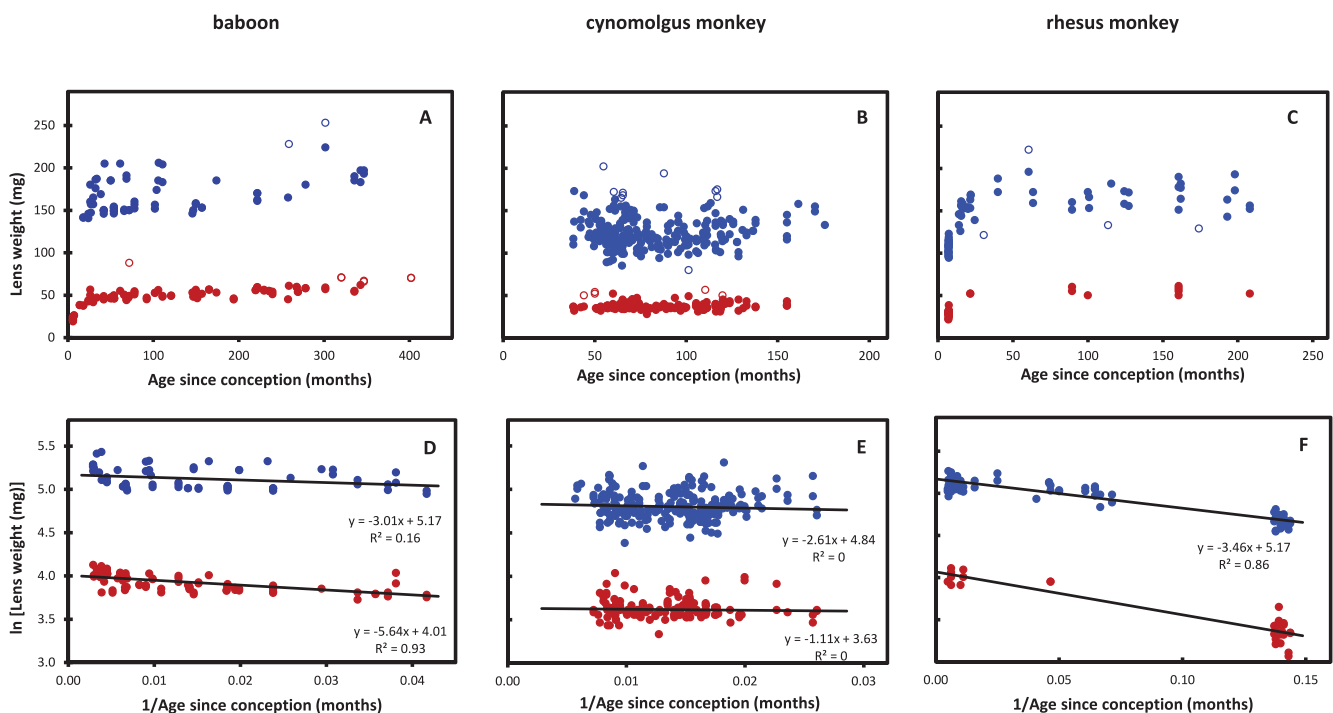 baboon cynomolgus monkey rhesus monkey
A
B
C
Lens weight (mg)
250
200
150
100
50
0
0 100 200 300 400
0 50 100 150 200
0 50 100 150 200 250
Age since conception (months) Age since conception (months) Age since conception (months)
D
E
F
ln [Lens weight (mg)]
5.5
5.0
4.5
4.0
3.5
3.0
y = -3.01x + 5.17
R² = 0.16
y = -5.64x + 4.01
R² = 0.93
y = -2.61x + 4.84
R² = 0
y = -1.11x + 3.63
R² = 0
y = -3.46x + 5.17
R² = 0.86
0.00 0.01 0.02 0.03 0.04
0.00 0.01 0.02 0.03
0.00 0.05 0.10 0.15
1/Age since conception (months) 1/Age since conception (months) 1/Age since conception (months)